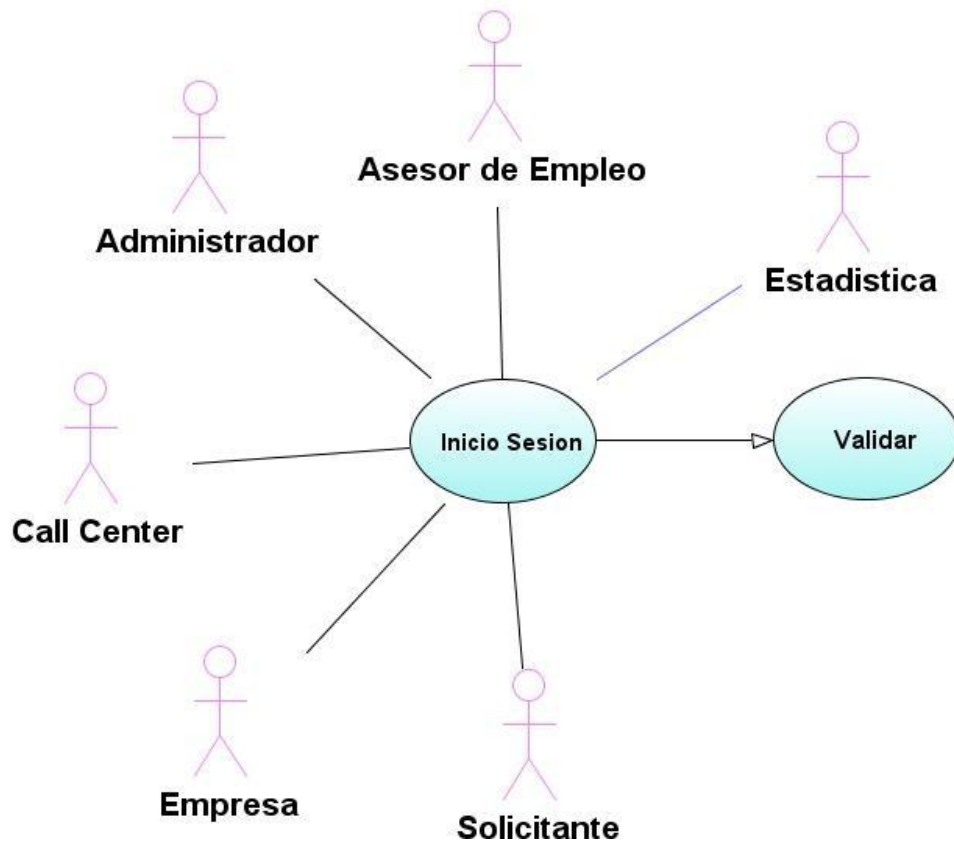 Asesor de Empleo
Administrador
Estadistica
Inicio Sesion
Validar
Call Center
Empresa
Solicitante